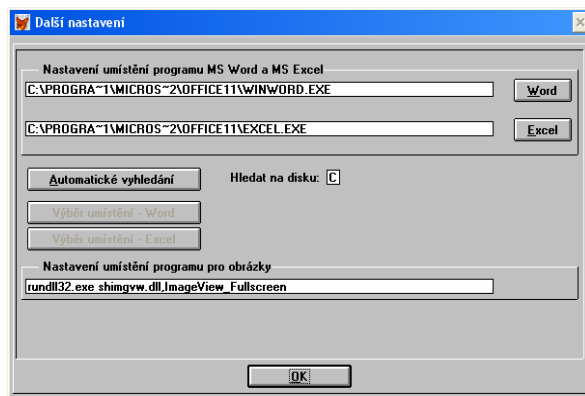 Další nastavení
Nastavení umístění programu MS Word a MS Excel
C:\PROGRA~1\MICROS~2\OFFICE11\WINWORD.EXE
Word
C:\PROGRA~1\MICROS~2\OFFICE11\EXCEL.EXE
Excel
Automatické vyhledání
Hledat na disku: C
Výběr umístění - Word
Výběr umístění - Excel
Nastavení umístění programu pro obrázky
rundll32.exe shimgvw.dll,ImageView_Fullscreen
OK